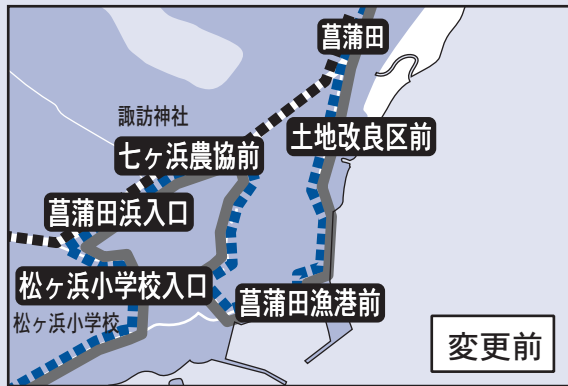 菖蒲田
諏訪神社
土地改良区前
七ヶ浜農協前
菖蒲田浜入口
松ヶ浜小学校入口
菖蒲田漁港前
松ヶ浜小学校
変更前